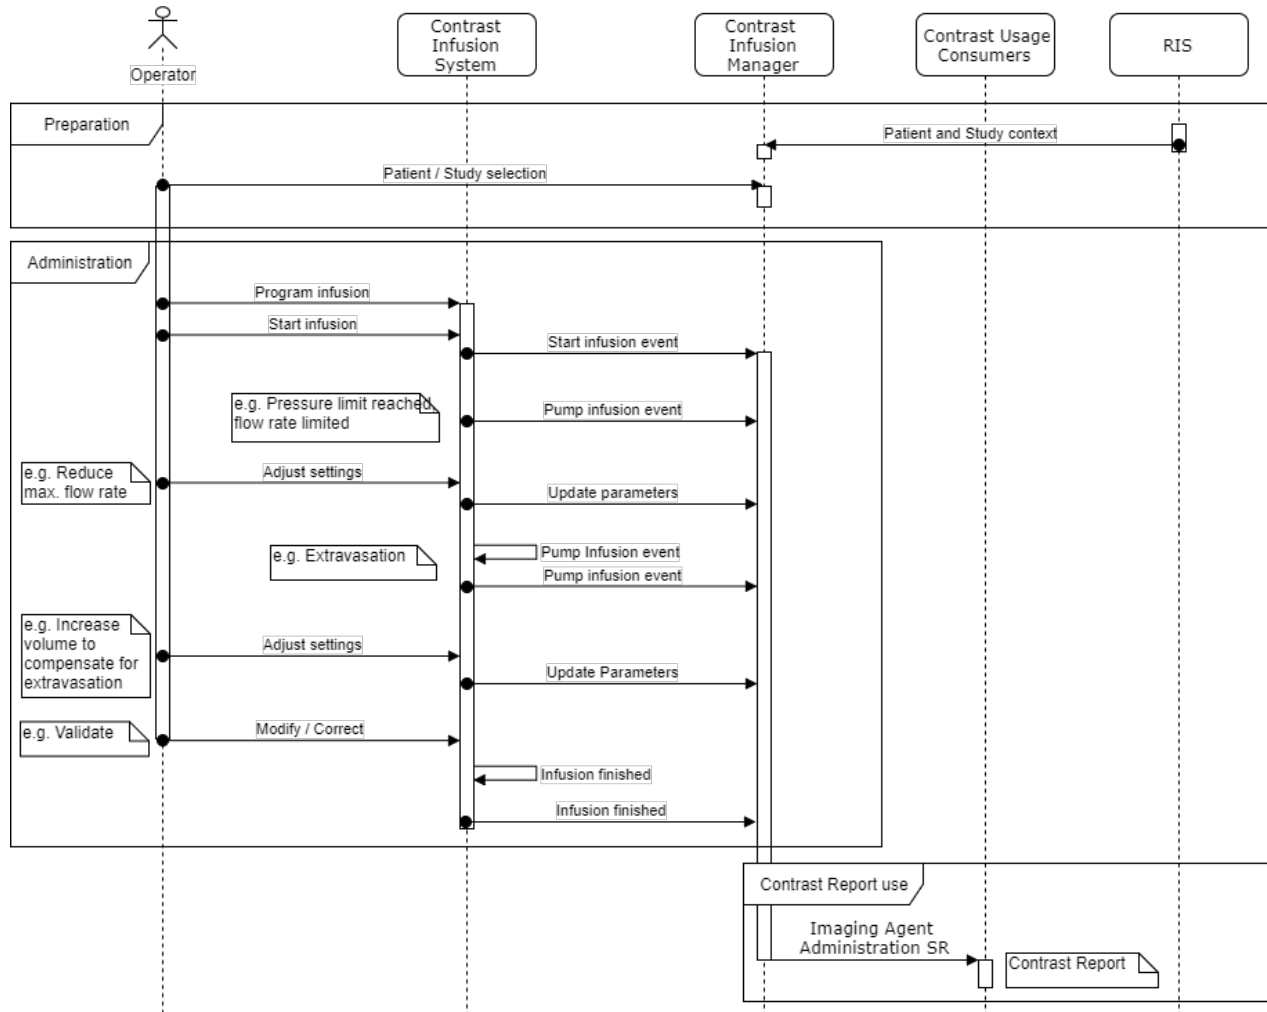 Operator
Contrast
Infusion
System
Contrast
Infusion
Manager
Contrast Usage
Consumers
RIS
Preparation
Patient and Study context
Patient / Study selection
Administration
Program infusion
Start infusion
Start infusion event
e.g. Pressure limit reached,
flow rate limited
Pump infusion event
e.g. Reduce
max. flow rate
Adjust settings
Update parameters
e.g. Extravasation
Pump Infusion event
Pump infusion event
e.g. Increase
volume to
compensate for
extravasation
Adjust settings
Update Parameters
e.g. Validate
Modify / Correct
Infusion finished
Infusion finished
Contrast Report use
Imaging Agent
Administration SR
Contrast Report